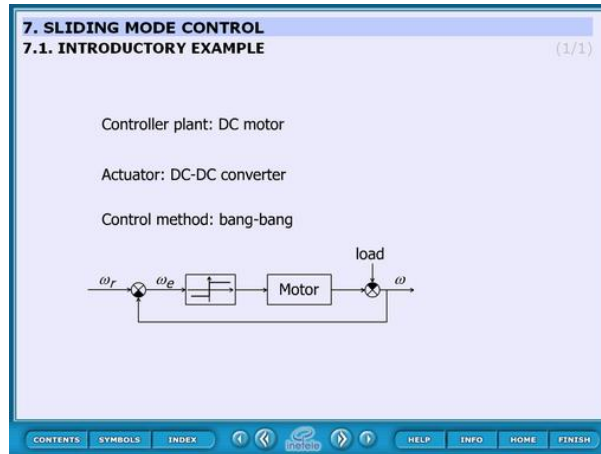 7. SLIDING MODE CONTROL
7.1. INTRODUCTORY EXAMPLE (1/1)
Controller plant: DC motor
Actuator: DC-DC converter
Control method: bang-bang
load
ωr ωe Motor ω
CONTENTS SYMBOLS INDEX inetele HELP INFO HOME FINISH